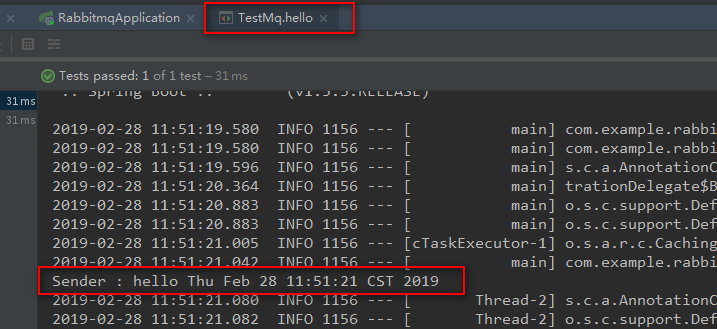 RabbitmqApplication × TestMq.hello ×
Tests passed: 1 of 1 test – 31 ms
:: Spring Boot :: (v1.5.5.RELEASE)
31 ms
31 ms
2019-02-28 11:51:19.580 INFO 1156 --- [ main] com.example.rabbi
2019-02-28 11:51:19.580 INFO 1156 --- [ main] com.example.rabbi
2019-02-28 11:51:19.596 INFO 1156 --- [ main] s.c.a.AnnotationC
2019-02-28 11:51:20.364 INFO 1156 --- [ main] trationDelegate$B
2019-02-28 11:51:20.883 INFO 1156 --- [ main] o.s.c.support.Def
2019-02-28 11:51:20.883 INFO 1156 --- [ main] o.s.c.support.Def
2019-02-28 11:51:21.005 INFO 1156 --- [cTaskExecutor-1] o.s.a.r.c.Caching
2019-02-28 11:51:21.042 INFO 1156 --- [ main] com.example.rabbi
Sender : hello Thu Feb 28 11:51:21 CST 2019
2019-02-28 11:51:21.080 INFO 1156 --- [ Thread-2] s.c.a.AnnotationC
2019-02-28 11:51:21.082 INFO 1156 --- [ Thread-2] o.s.c.support.Def